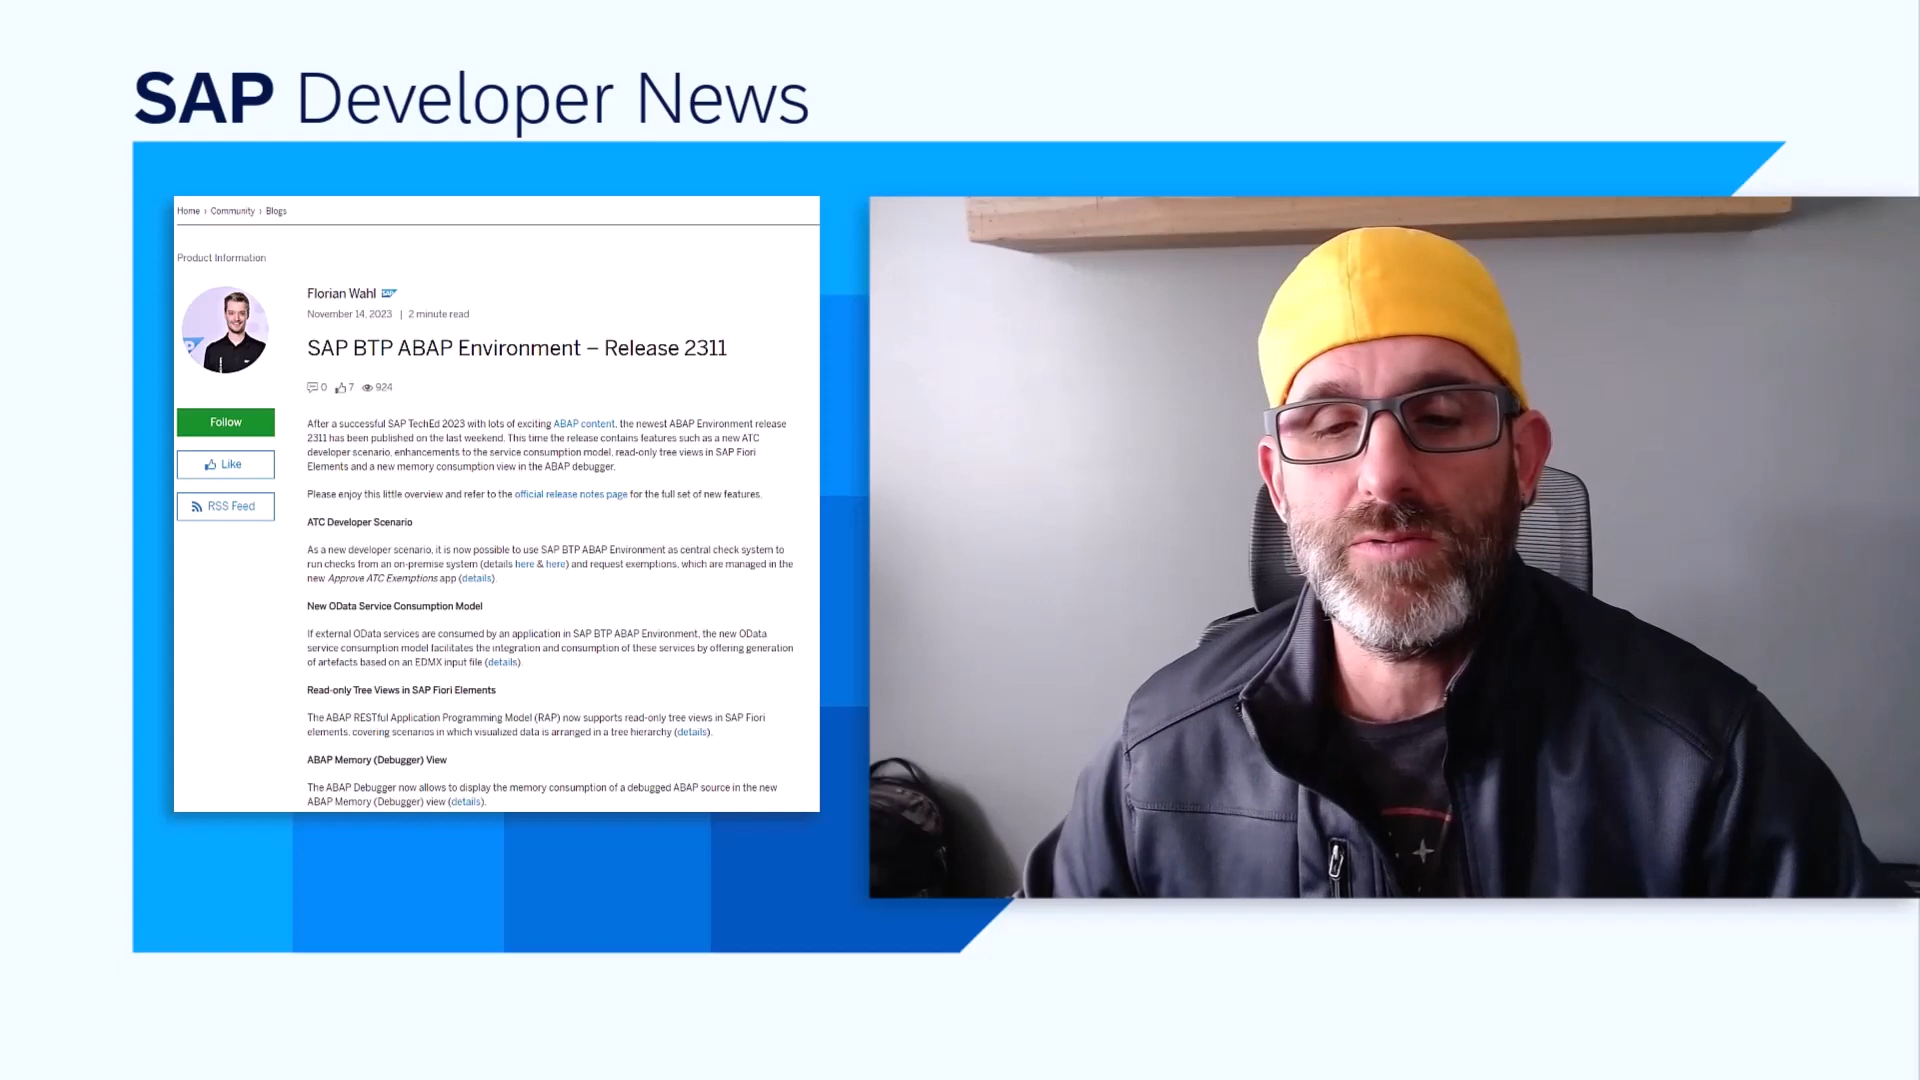 SAP Developer News
Home › Community › Blogs
Product Information
Florian Wahl SAP
November 14, 2023 | 2 minute read
SAP BTP ABAP Environment – Release 2311
0 7 924
Follow
Like
RSS Feed
After a successful SAP TechEd 2023 with lots of exciting ABAP content, the newest ABAP Environment release
2311 has been published on the last weekend. This time the release contains features such as a new ATC
developer scenario, enhancements to the service consumption model, read-only tree views in SAP Fiori
Elements and a new memory consumption view in the ABAP debugger.
Please enjoy this little overview and refer to the official release notes page for the full set of new features.
ATC Developer Scenario
As a new developer scenario, it is now possible to use SAP BTP ABAP Environment as central check system to
run checks from an on-premise system (details here & here) and request exemptions, which are managed in the
new Approve ATC Exemptions app (details).
New OData Service Consumption Model
If external OData services are consumed by an application in SAP BTP ABAP Environment, the new OData
service consumption model facilitates the integration and consumption of these services by offering generation
of artefacts based on an EDMX input file (details).
Read-only Tree Views in SAP Fiori Elements
The ABAP RESTful Application Programming Model (RAP) now supports read-only tree views in SAP Fiori
elements, covering scenarios in which visualized data is arranged in a tree hierarchy (details).
ABAP Memory (Debugger) View
The ABAP Debugger now allows to display the memory consumption of a debugged ABAP source in the new
ABAP Memory (Debugger) view (details).